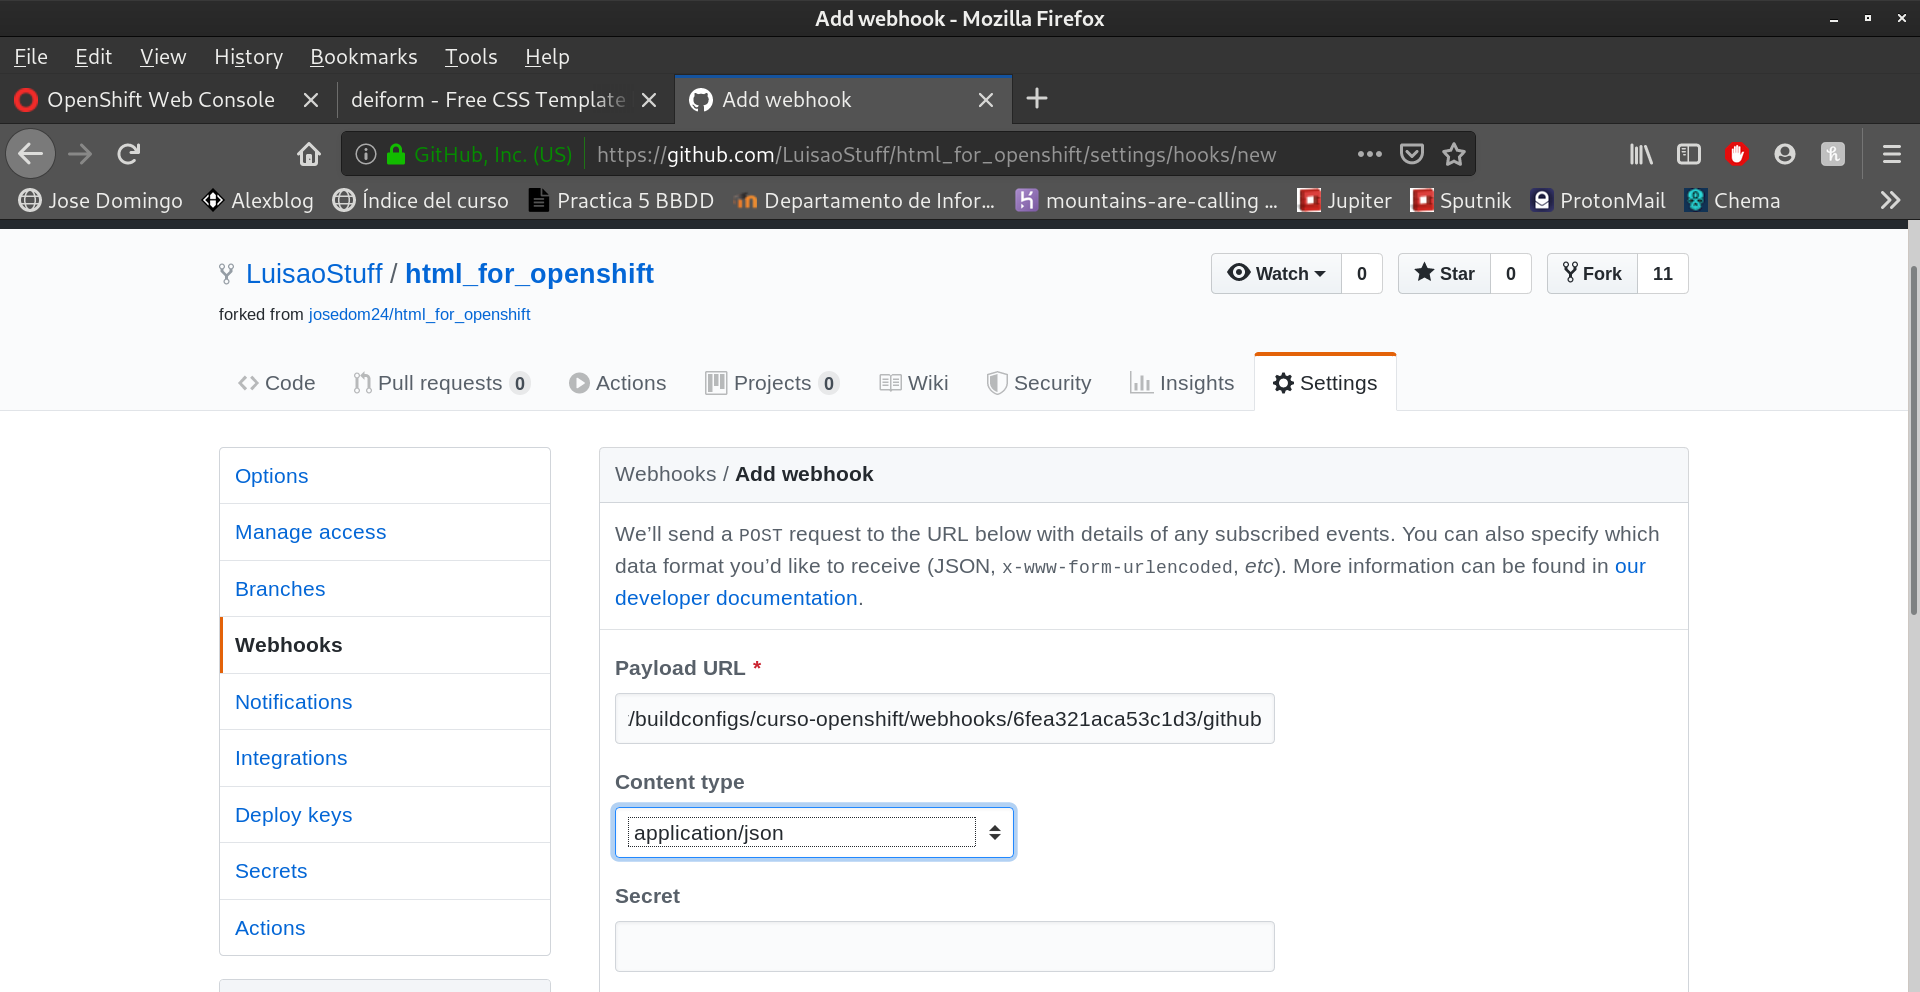 Add webhook - Mozilla Firefox
File Edit View History Bookmarks Tools Help
OpenShift Web Console
deiform - Free CSS Template
Add webhook
GitHub, Inc. (US) https://github.com/LuisaoStuff/html_for_openshift/settings/hooks/new
Jose Domingo Alexblog Índice del curso Practica 5 BBDD Departamento de Infor... mountains-are-calling ... Jupiter Sputnik ProtonMail Chema
LuisaoStuff / html_for_openshift
Watch 0 Star 0 Fork 11
forked from josedom24/html_for_openshift
Code Pull requests 0 Actions Projects 0 Wiki Security Insights Settings
Options
Manage access
Branches
Webhooks
Notifications
Integrations
Deploy keys
Secrets
Actions
Webhooks / Add webhook
We’ll send a POST request to the URL below with details of any subscribed events. You can also specify which
data format you’d like to receive (JSON, x-www-form-urlencoded, etc). More information can be found in our
developer documentation.
Payload URL *
/buildconfigs/curso-openshift/webhooks/6fea321aca53c1d3/github
Content type
application/json
Secret